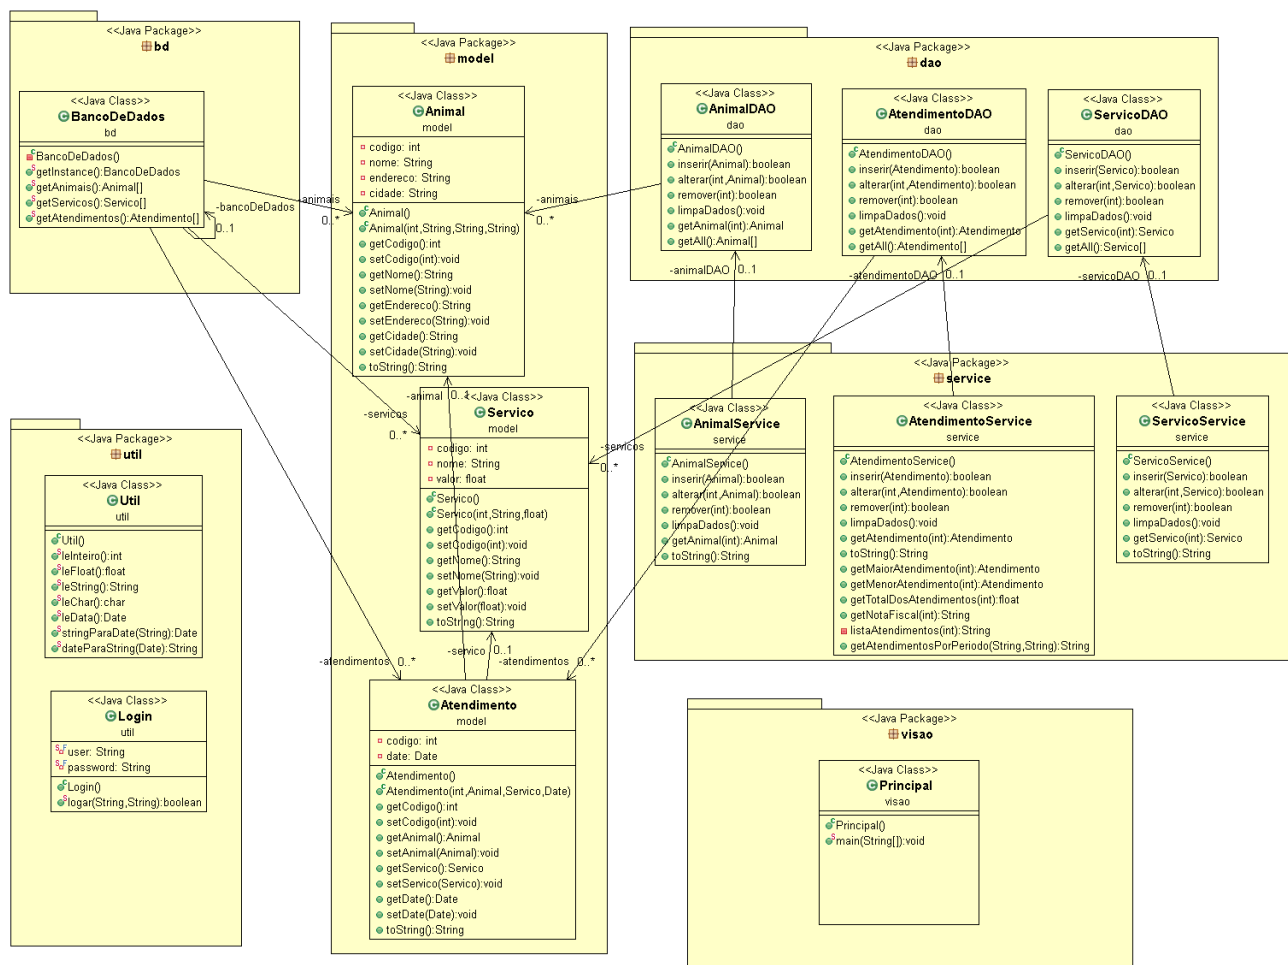 <<Java Package>>
bd
<<Java Class>>
BancoDeDados
bd
BancoDeDados()
getInstance():BancoDeDados
getAnimais():Animal[]
getServicos():Servico[]
getAtendimentos():Atendimento[]
-bancoDeDados
0..1
-animais
0..*
-servicos
0..*
-atendimentos 0..*
<<Java Package>>
model
<<Java Class>>
Animal
model
codigo: int
nome: String
endereco: String
cidade: String
Animal()
Animal(int,String,String,String)
getCodigo():int
setCodigo(int):void
getNome():String
setNome(String):void
getEndereco():String
setEndereco(String):void
getCidade():String
setCidade(String):void
toString():String
-animal 0..1
<<Java Class>>
Servico
model
codigo: int
nome: String
valor: float
Servico()
Servico(int,String,float)
getCodigo():int
setCodigo(int):void
getNome():String
setNome(String):void
getValor():float
setValor(float):void
toString():String
-servico 0..1
-atendimentos 0..*
<<Java Class>>
Atendimento
model
codigo: int
date: Date
Atendimento()
Atendimento(int,Animal,Servico,Date)
getCodigo():int
setCodigo(int):void
getAnimal():Animal
setAnimal(Animal):void
getServico():Servico
setServico(Servico):void
getDate():Date
setDate(Date):void
toString():String
<<Java Package>>
dao
<<Java Class>>
AnimalDAO
dao
AnimalDAO()
inserir(Animal):boolean
alterar(int,Animal):boolean
remover(int):boolean
limpaDados():void
getAnimal(int):Animal
getAll():Animal[]
-animais
0..*
-animalDAO 0..1
<<Java Class>>
AtendimentoDAO
dao
AtendimentoDAO()
inserir(Atendimento):boolean
alterar(int,Atendimento):boolean
remover(int):boolean
limpaDados():void
getAtendimento(int):Atendimento
getAll():Atendimento[]
-atendimentoDAO 0..1
<<Java Class>>
ServicoDAO
dao
ServicoDAO()
inserir(Servico):boolean
alterar(int,Servico):boolean
remover(int):boolean
limpaDados():void
getServico(int):Servico
getAll():Servico[]
-servicoDAO 0..1
-servicos
0..*
<<Java Package>>
service
<<Java Class>>
AnimalService
service
AnimalService()
inserir(Animal):boolean
alterar(int,Animal):boolean
remover(int):boolean
limpaDados():void
getAnimal(int):Animal
toString():String
<<Java Class>>
AtendimentoService
service
AtendimentoService()
inserir(Atendimento):boolean
alterar(int,Atendimento):boolean
remover(int):boolean
limpaDados():void
getAtendimento(int):Atendimento
toString():String
getMaiorAtendimento(int):Atendimento
getMenorAtendimento(int):Atendimento
getTotalDosAtendimentos(int):float
getNotaFiscal(int):String
listaAtendimentos(int):String
getAtendimentosPorPeriodo(String,String):String
<<Java Class>>
ServicoService
service
ServicoService()
inserir(Servico):boolean
alterar(int,Servico):boolean
remover(int):boolean
limpaDados():void
getServico(int):Servico
toString():String
<<Java Package>>
util
<<Java Class>>
Util
util
Util()
leInteiro():int
leFloat():float
leString():String
leChar():char
leData():Date
stringParaDate(String):Date
dateParaString(Date):String
<<Java Class>>
Login
util
user: String
password: String
Login()
logar(String,String):boolean
<<Java Package>>
visao
<<Java Class>>
Principal
visao
Principal()
main(String[]):void